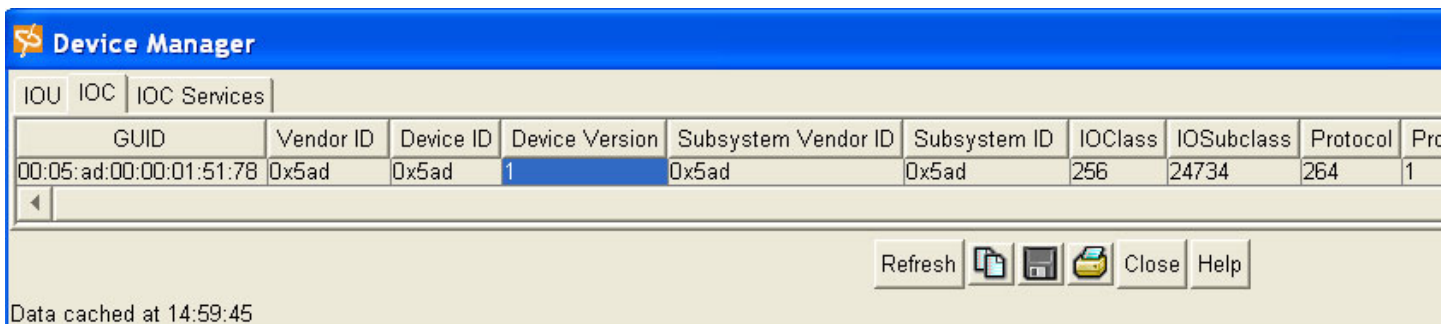 Device Manager
IOU IOC IOC Services
GUID Vendor ID Device ID Device Version Subsystem Vendor ID Subsystem ID IOClass IOSubclass Protocol Pro
00:05:ad:00:00:01:51:78 0x5ad 0x5ad 1 0x5ad 0x5ad 256 24734 264 1
Refresh Close Help
Data cached at 14:59:45